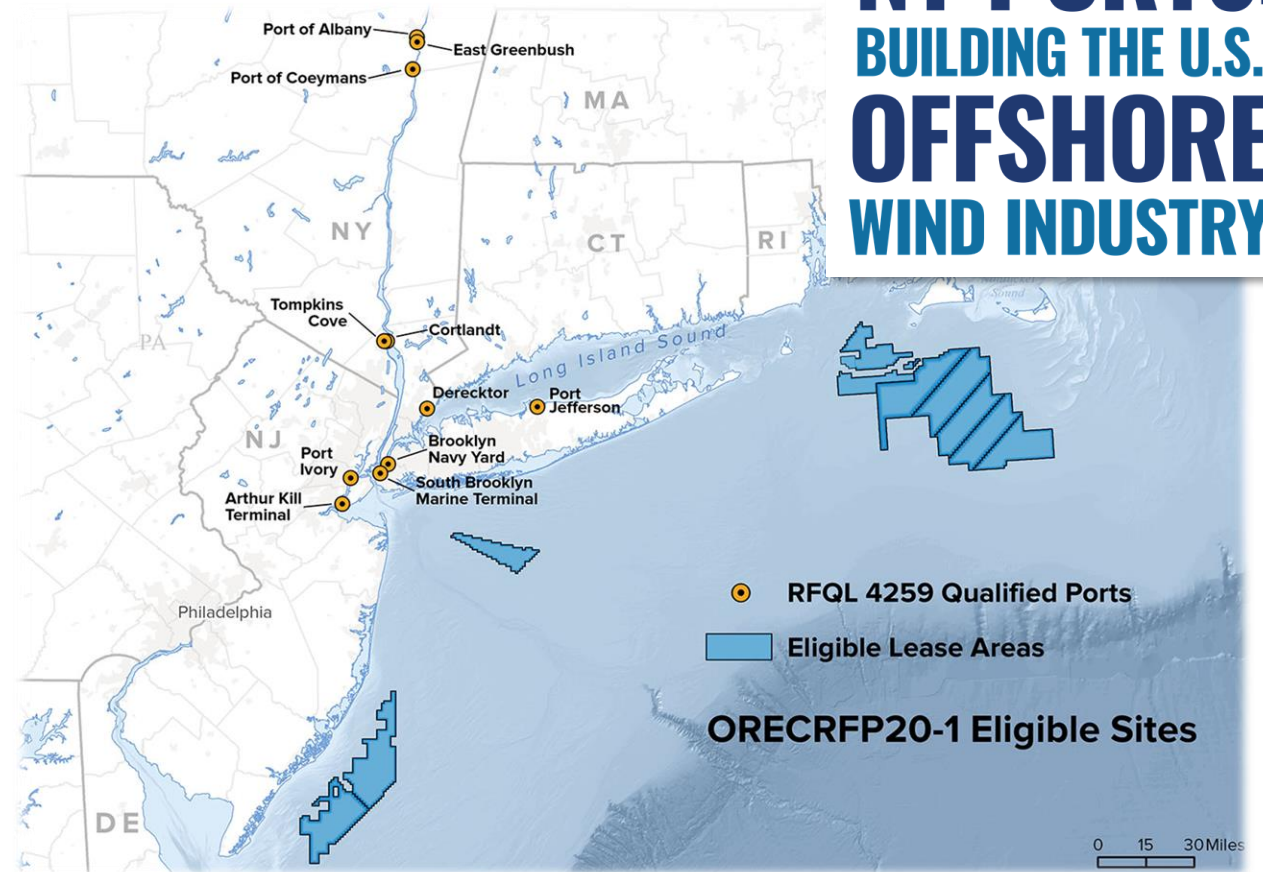 BUILDING THE U.S.
OFFSHORE
WIND INDUSTRY
Port of Albany
East Greenbush
Port of Coeymans
MA
NY
CT
RI
Sound
Tompkins
Cove
Cortlandt
PA
Long Island Sound
Derecktor
Port
Jefferson
NJ
Brooklyn
Navy Yard
Port
Ivory
South Brooklyn
Marine Terminal
Arthur Kill
Terminal
Philadelphia
RFQL 4259 Qualified Ports
Eligible Lease Areas
ORECRFP20-1 Eligible Sites
DE
0 15 30 Miles